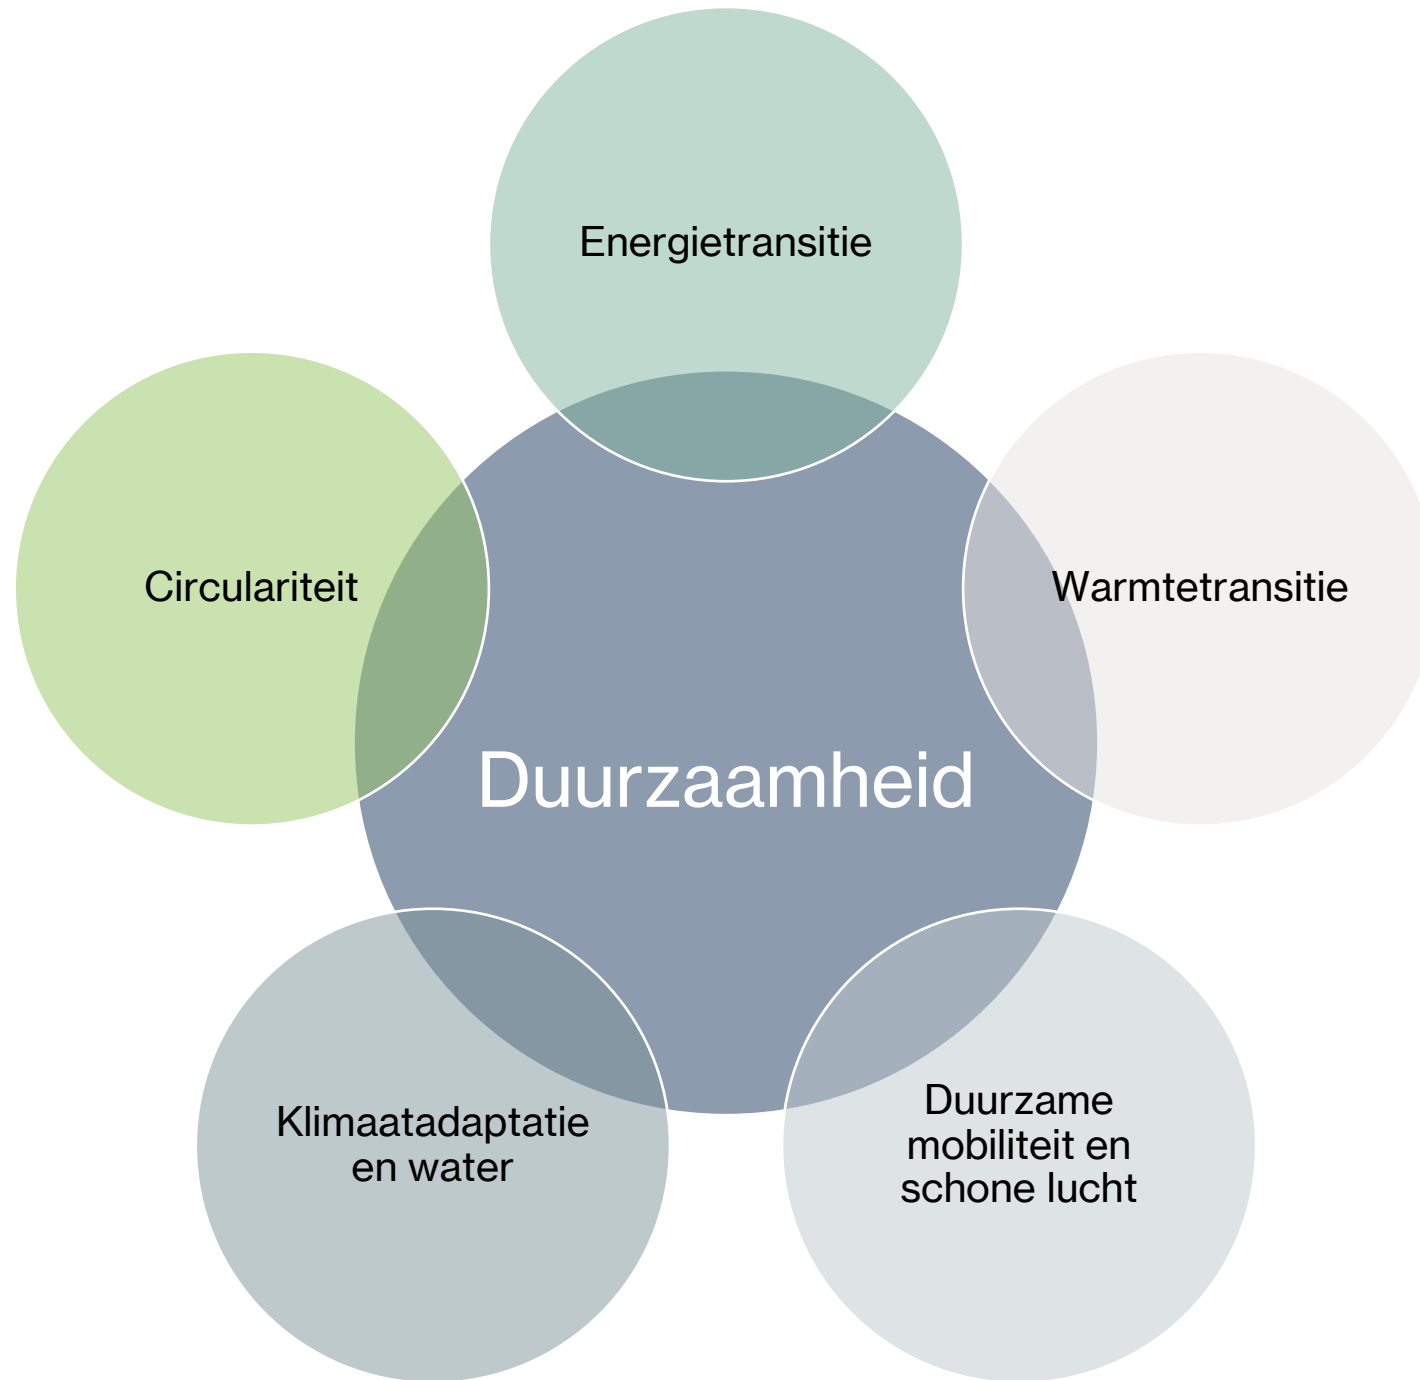 Energietransitie
Circulariteit
Warmtetransitie
Duurzaamheid
Klimaatadaptatie
en water
Duurzame
mobiliteit en
schone lucht